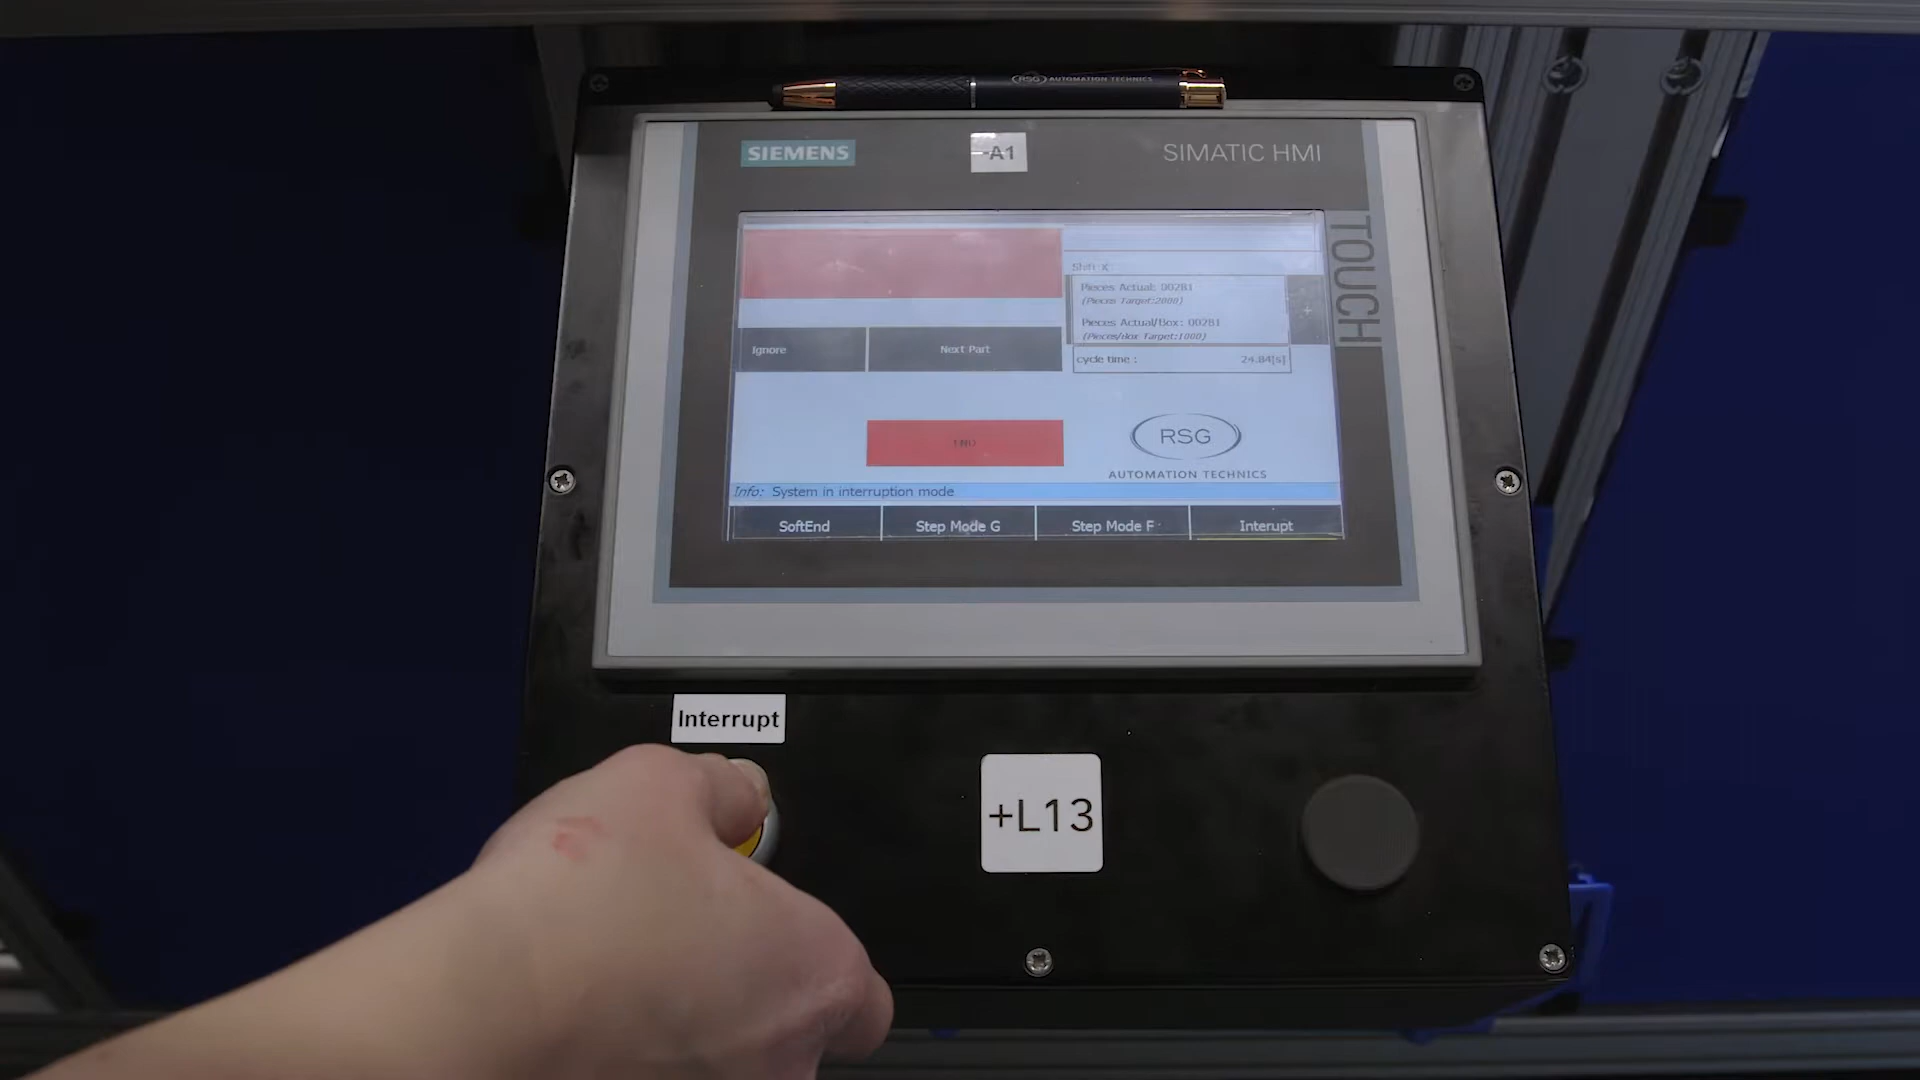 RSG AUTOMATION TECHNICS
SIEMENS
-A1
SIMATIC HMI
TOUCH
Shift: K
Pieces Actual: 00281
(Pieces Target:2000)
Pieces Actual/Box: 00281
(Pieces/Box Target:1000)
Ignore
Next Part
cycle time :
24.84[s]
END
RSG
AUTOMATION TECHNICS
Info: System in interruption mode
SoftEnd
Step Mode G
Step Mode F
Interupt
Interrupt
+L13